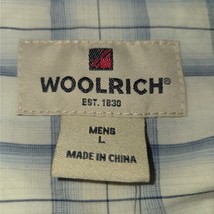 WOOLRICH®
EST. 1830
MENS
L
MADE IN CHINA